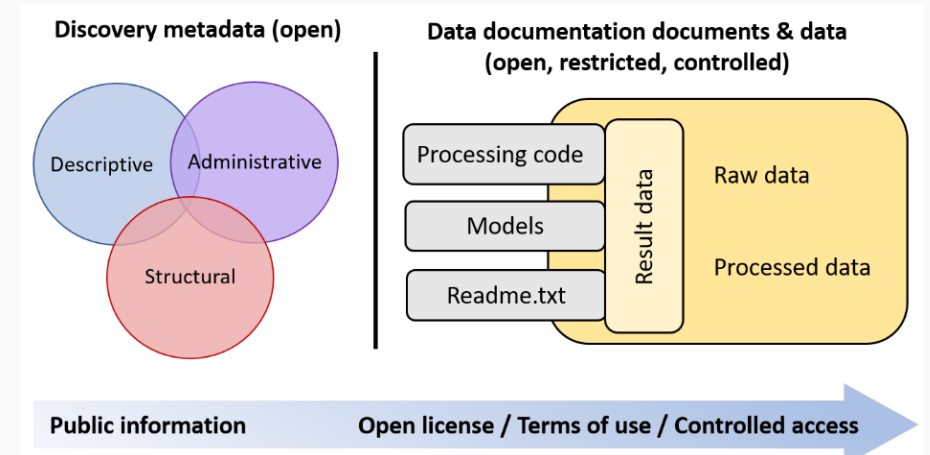 Discovery metadata (open)
Descriptive
Administrative
Structural
Data documentation documents & data
(open, restricted, controlled)
Processing code
Models
Readme.txt
Result data
Raw data
Processed data
Public information
Open license / Terms of use / Controlled access